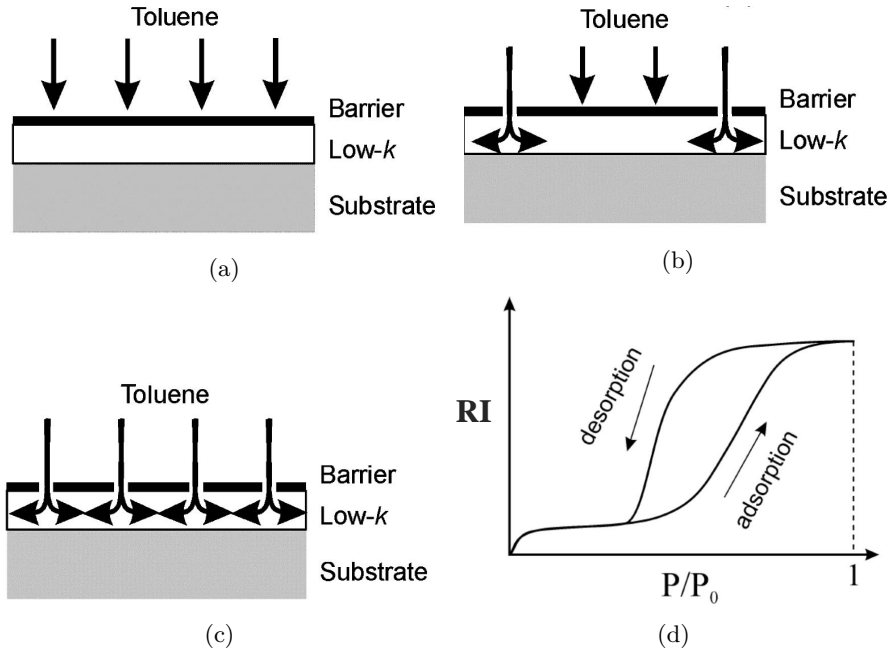 Toluene
Barrier
Low-k
Substrate
(a)
Toluene
Barrier
Low-k
Substrate
(b)
Toluene
Barrier
Low-k
Substrate
(c)
RI
desorption
adsorption
P/P₀
1
(d)